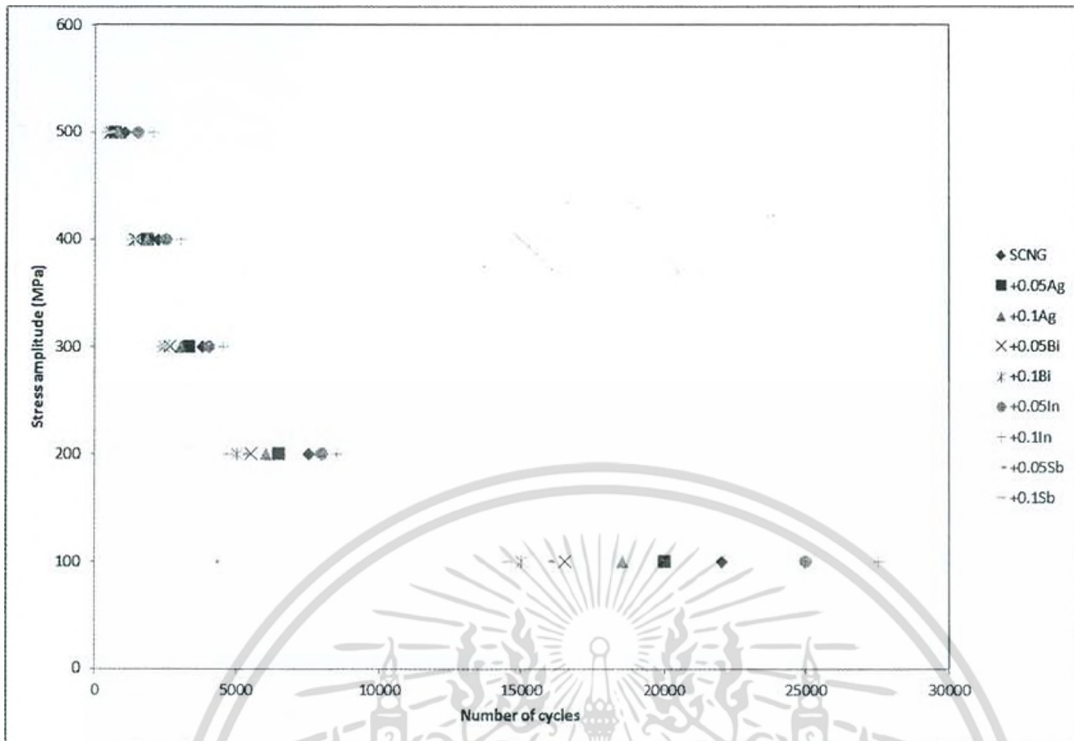 600
500
400
300
200
100
0
Stress amplitude (MPa)
0
5000
10000
15000
20000
25000
30000
Number of cycles
SCNG
+0.05Ag
+0.1Ag
+0.05Bi
+0.1Bi
+0.05In
+0.1In
+0.05Sb
+0.1Sb